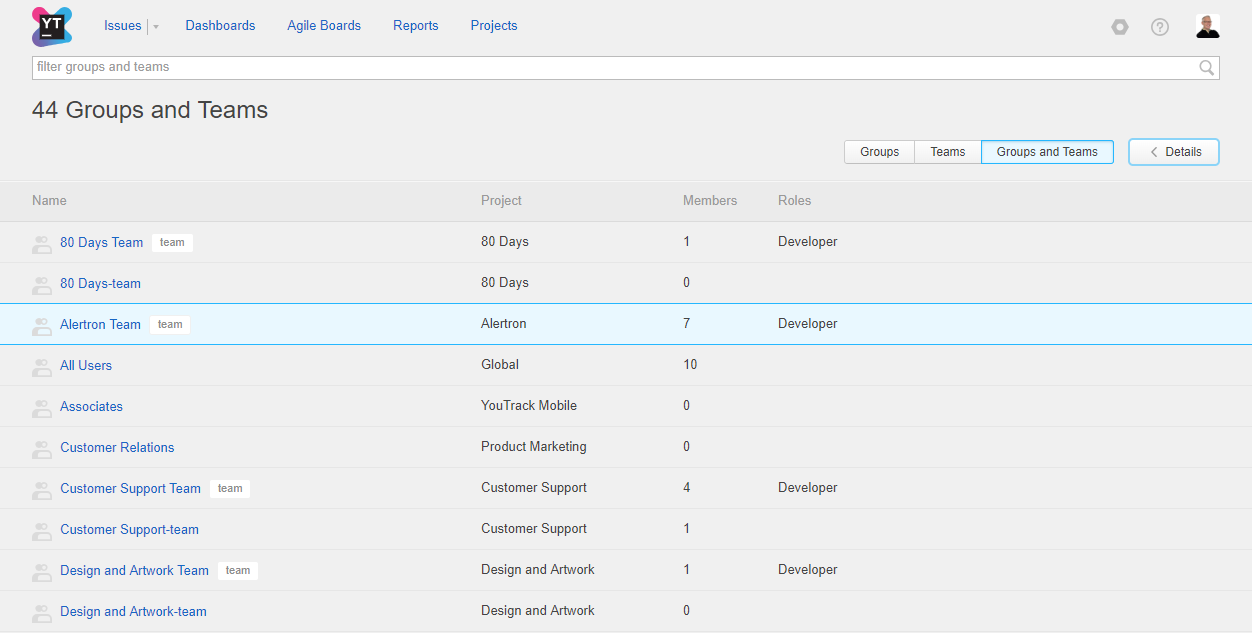 YT Issues Dashboards Agile Boards Reports Projects
filter groups and teams
44 Groups and Teams
Groups Teams Groups and Teams Details
Name Project Members Roles
80 Days Team team 80 Days 1 Developer
80 Days-team 80 Days 0
Alertron Team team Alertron 7 Developer
All Users Global 10
Associates YouTrack Mobile 0
Customer Relations Product Marketing 0
Customer Support Team team Customer Support 4 Developer
Customer Support-team Customer Support 1
Design and Artwork Team team Design and Artwork 1 Developer
Design and Artwork-team Design and Artwork 0